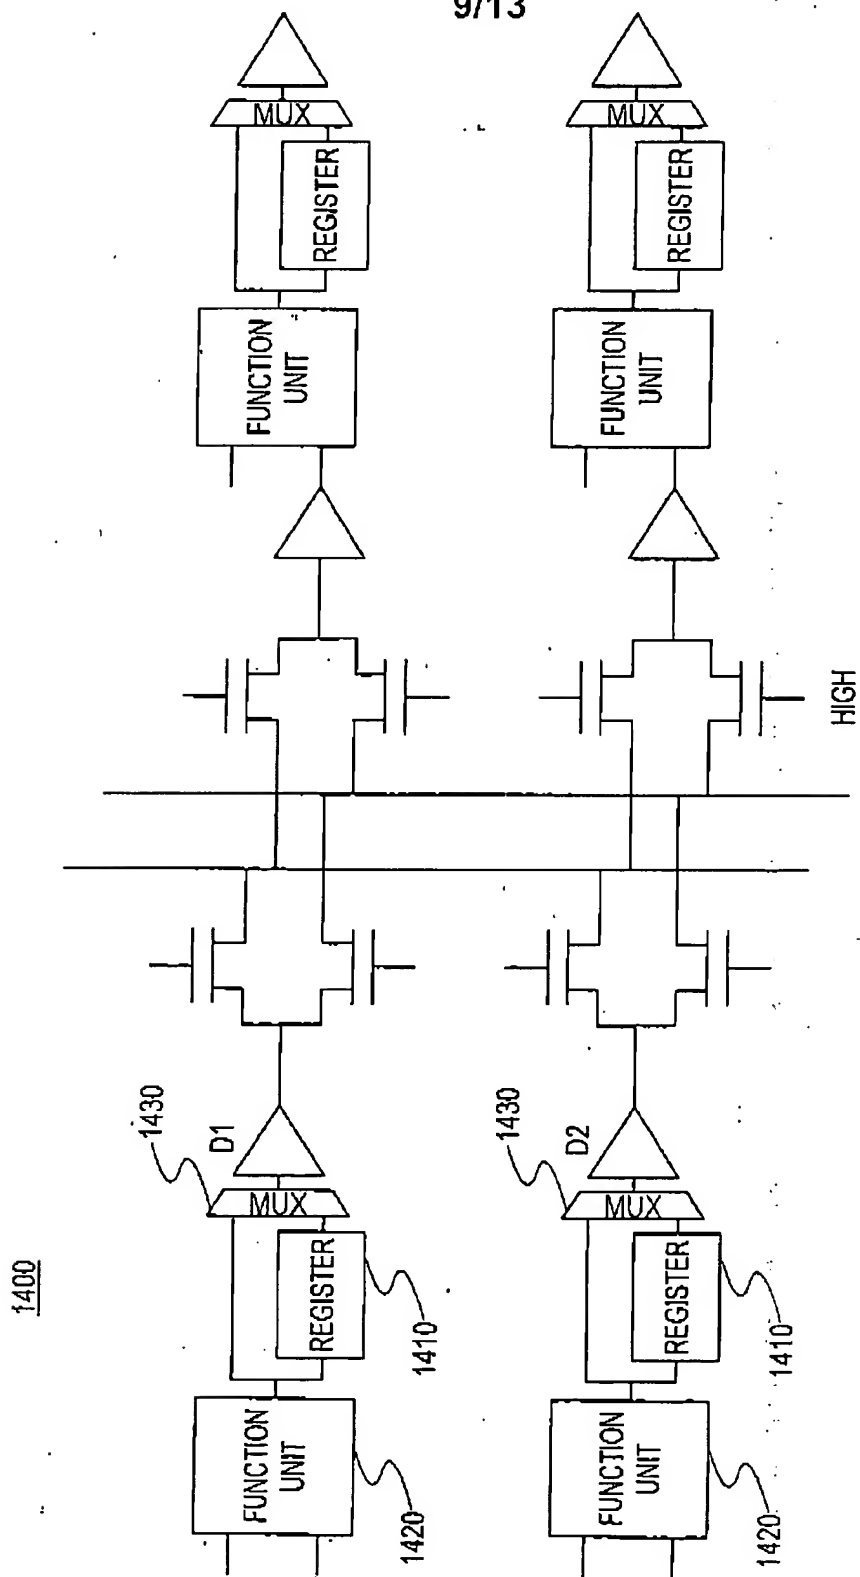 9/13
1400
FUNCTION
UNIT
1420
REGISTER
1410
MUX
1430
D1
FUNCTION
UNIT
REGISTER
MUX
FUNCTION
UNIT
1420
REGISTER
1410
MUX
1430
D2
HIGH
FUNCTION
UNIT
REGISTER
MUX